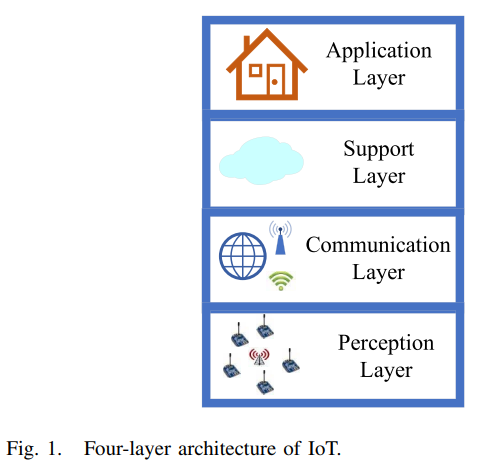 Application
Layer
Support
Layer
Communication
Layer
Perception
Layer
Fig. 1. Four-layer architecture of IoT.